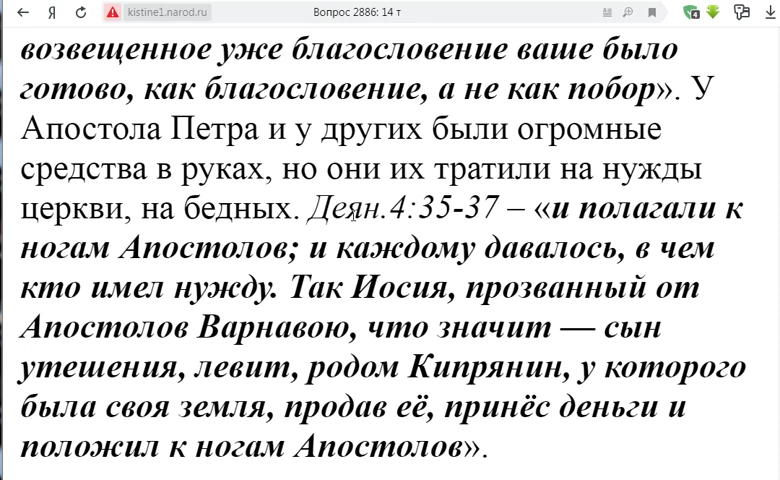 kistine1.narod.ru
Вопрос 2886: 14 т
4
возвещенное уже благословение ваше было
готово, как благословение, а не как побор». У
Апостола Петра и у других были огромные
средства в руках, но они их тратили на нужды
церкви, на бедных. Деян.4:35-37 – «и полагали к
ногам Апостолов; и каждому давалось, в чем
кто имел нужду. Так Иосия, прозванный от
Апостолов Варнавою, что значит — сын
утешения, левит, родом Кипрянин, у которого
была своя земля, продав её, принёс деньги и
положил к ногам Апостолов».